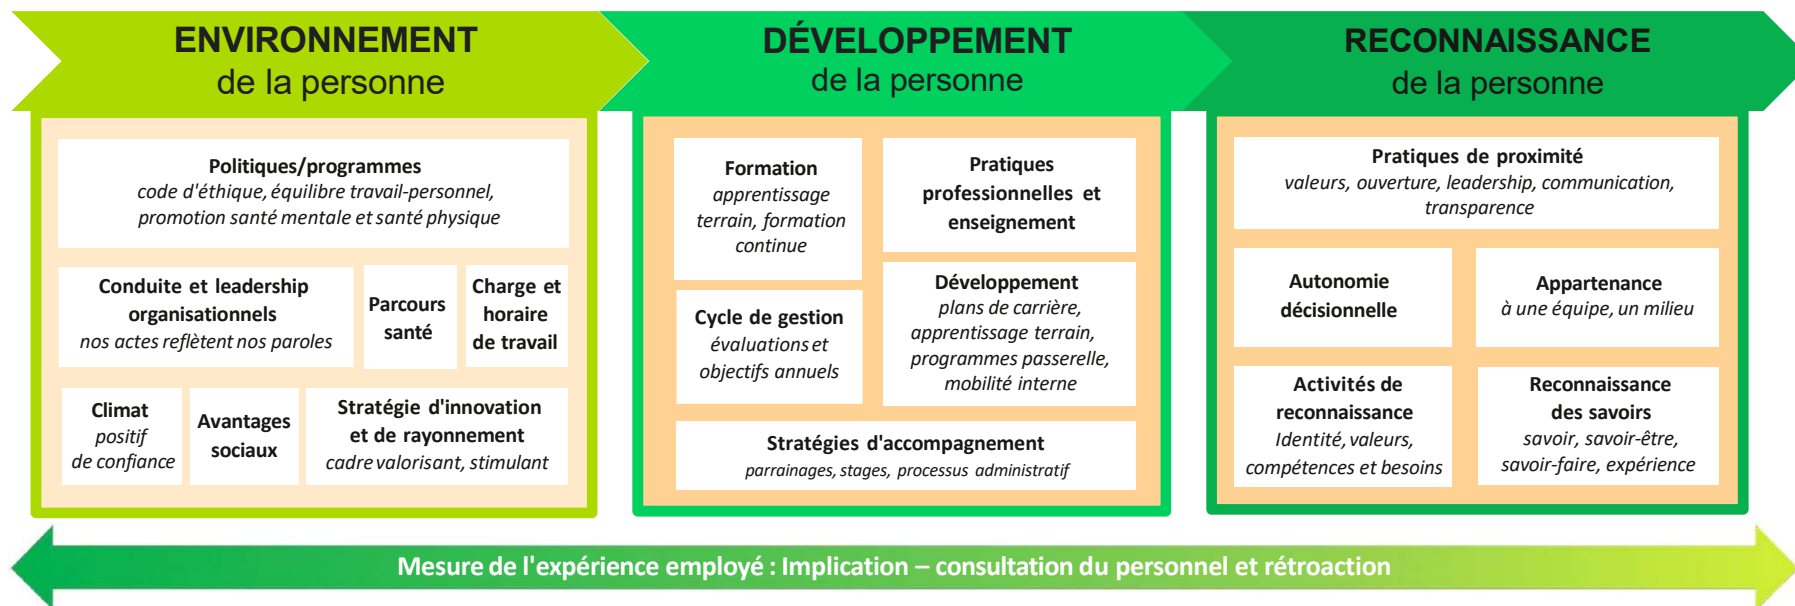 ENVIRONNEMENT
de la personne
Politiques/programmes
code d'éthique, équilibre travail-personnel,
promotion santé mentale et santé physique
Conduite et leadership
organisationnels
nos actes reflètent nos paroles
Parcours
santé
Charge et
horaire
de travail
Climat
positif
de confiance
Avantages
sociaux
Stratégie d'innovation
et de rayonnement
cadre valorisant, stimulant
DÉVELOPPEMENT
de la personne
Formation
apprentissage
terrain, formation
continue
Pratiques
professionnelles et
enseignement
Cycle de gestion
évaluations et
objectifs annuels
Développement
plans de carrière,
apprentissage terrain,
programmes passerelle,
mobilité interne
Stratégies d'accompagnement
parrainages, stages, processus administratif
RECONNAISSANCE
de la personne
Pratiques de proximité
valeurs, ouverture, leadership, communication,
transparence
Autonomie
décisionnelle
Appartenance
à une équipe, un milieu
Activités de
reconnaissance
Identité, valeurs,
compétences et besoins
Reconnaissance
des savoirs
savoir, savoir-être,
savoir-faire, expérience
Mesure de l'expérience employé : Implication – consultation du personnel et rétroaction